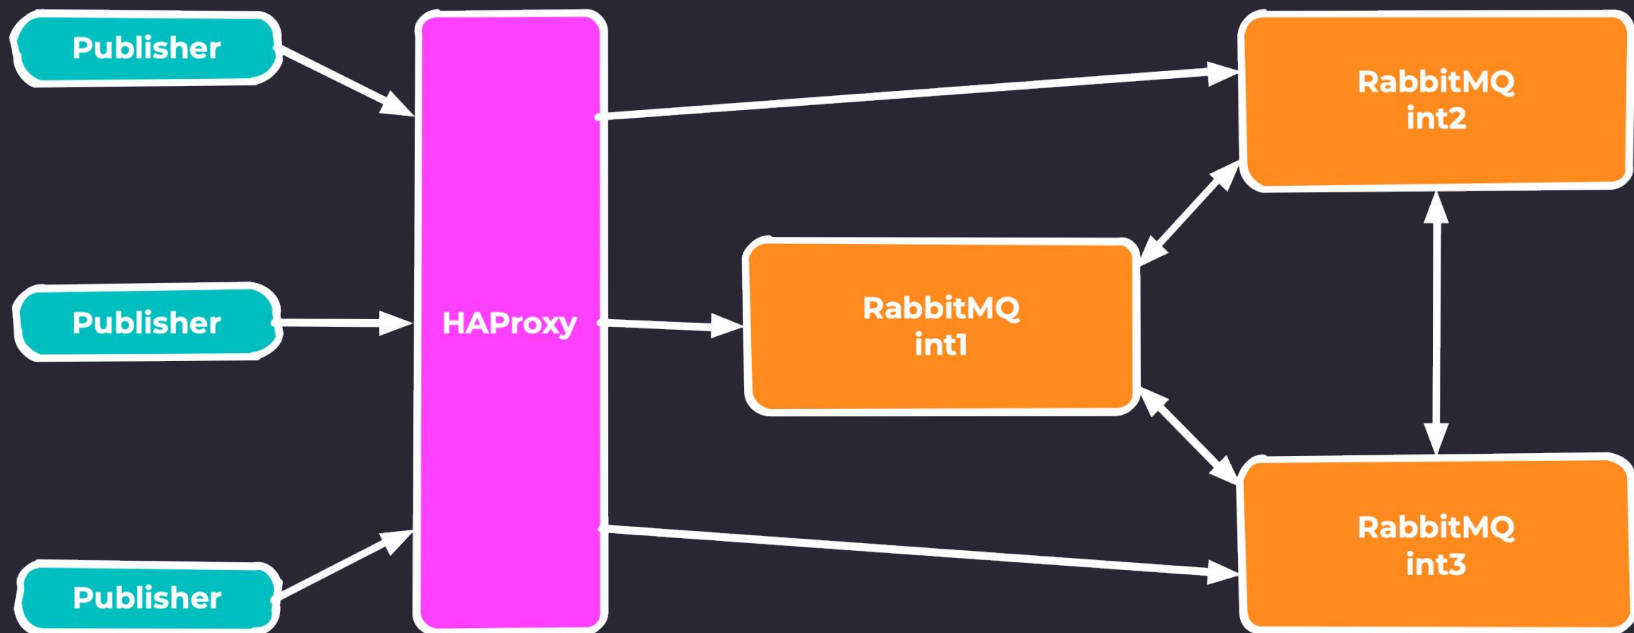 Publisher
Publisher
Publisher
HAProxy
RabbitMQ
int1
RabbitMQ
int2
RabbitMQ
int3